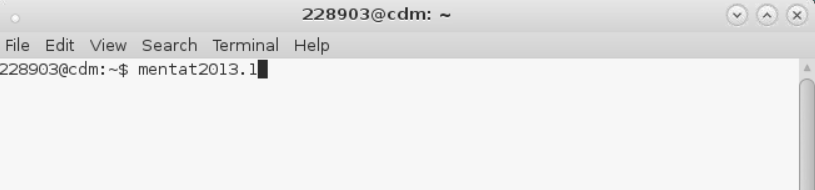 228903@cdm: ~
File Edit View Search Terminal Help
228903@cdm:~$ mentat2013.1